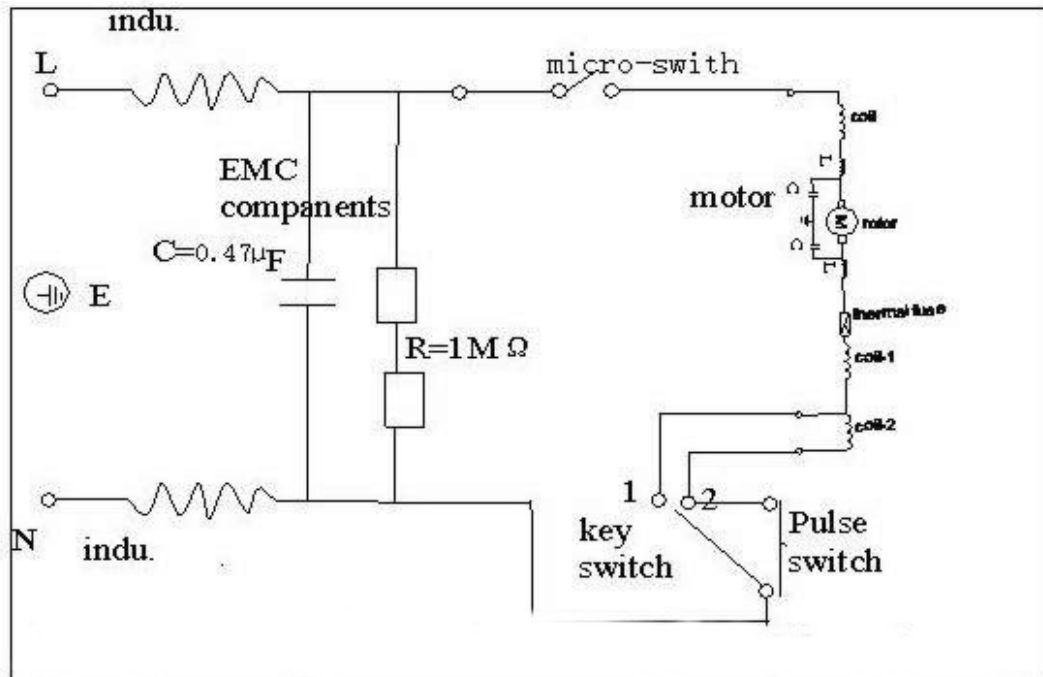 indu.
L
micro-swith
coil
EMC
companents
L
C
motor
M
rotor
C=0.47μF
C
L
E
thermal fuse
R=1MΩ
coil-1
coil-2
1
2
N
indu.
key
switch
Pulse
switch